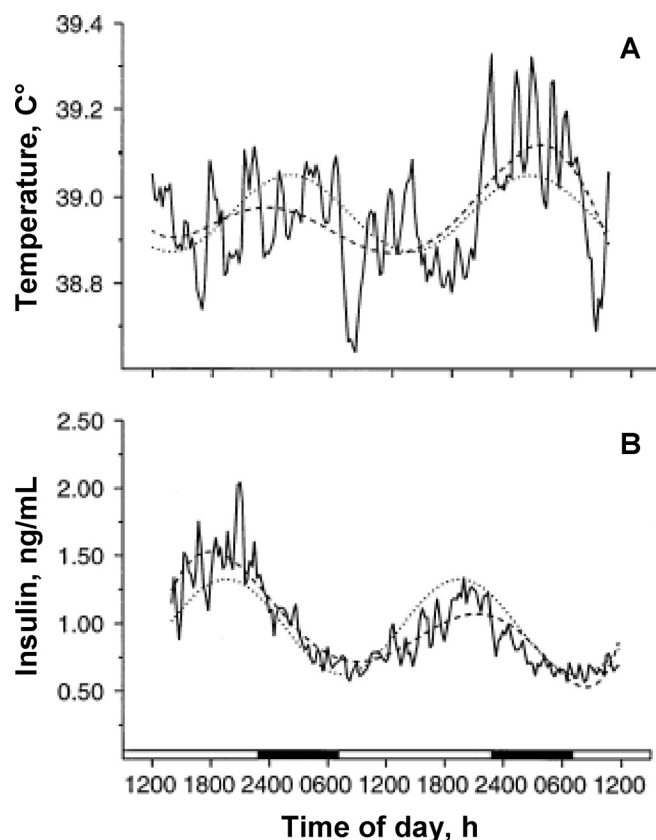 A
39.4
39.2
39.0
38.8
Temperature, C°
B
2.50
2.00
1.50
1.00
0.50
Insulin, ng/mL
1200 1800 2400 0600 1200 1800 2400 0600 1200
Time of day, h